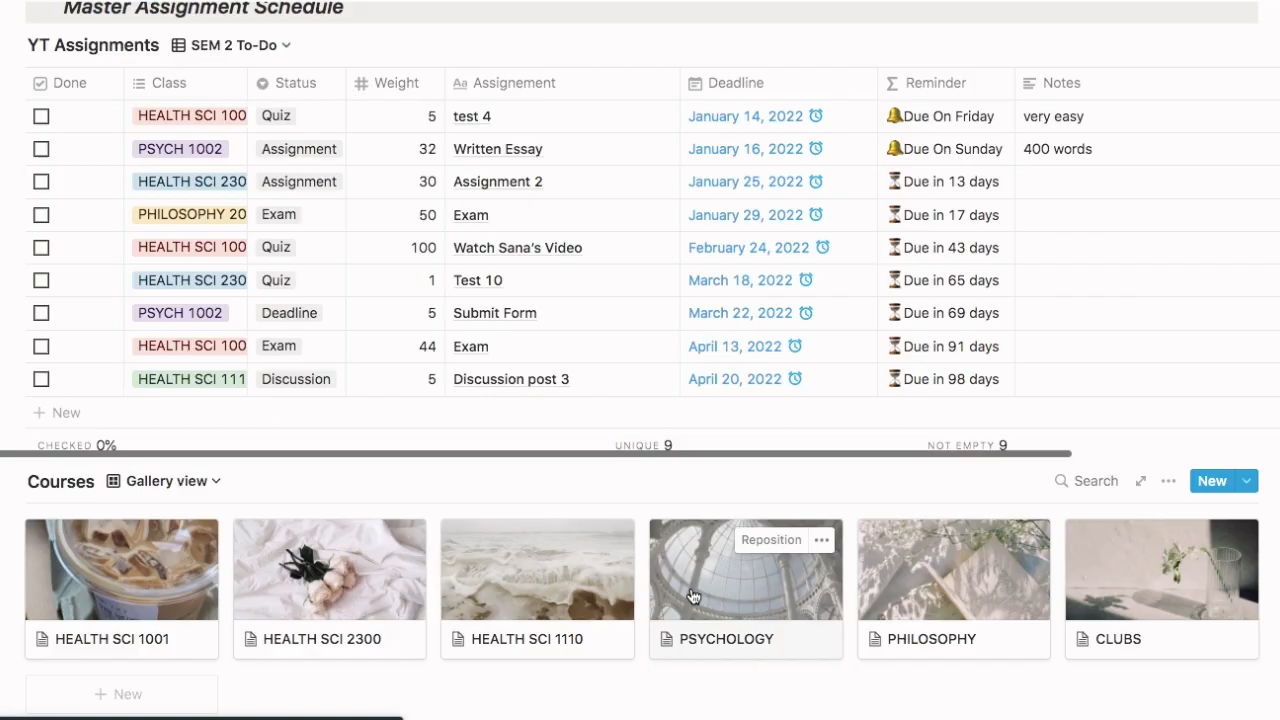 Master Assignment Schedule
YT Assignments SEM 2 To-Do
Done Class Status Weight Assignement Deadline Reminder Notes
HEALTH SCI 100 Quiz 5 test 4 January 14, 2022 Due On Friday very easy
PSYCH 1002 Assignment 32 Written Essay January 16, 2022 Due On Sunday 400 words
HEALTH SCI 230 Assignment 30 Assignment 2 January 25, 2022 Due in 13 days
PHILOSOPHY 20 Exam 50 Exam January 29, 2022 Due in 17 days
HEALTH SCI 100 Quiz 100 Watch Sana's Video February 24, 2022 Due in 43 days
HEALTH SCI 230 Quiz 1 Test 10 March 18, 2022 Due in 65 days
PSYCH 1002 Deadline 5 Submit Form March 22, 2022 Due in 69 days
HEALTH SCI 100 Exam 44 Exam April 13, 2022 Due in 91 days
HEALTH SCI 111 Discussion 5 Discussion post 3 April 20, 2022 Due in 98 days
+ New
CHECKED 0% UNIQUE 9 NOT EMPTY 9
Courses Gallery view Search ••• New
Reposition •••
HEALTH SCI 1001 HEALTH SCI 2300 HEALTH SCI 1110 PSYCHOLOGY PHILOSOPHY CLUBS
+ New